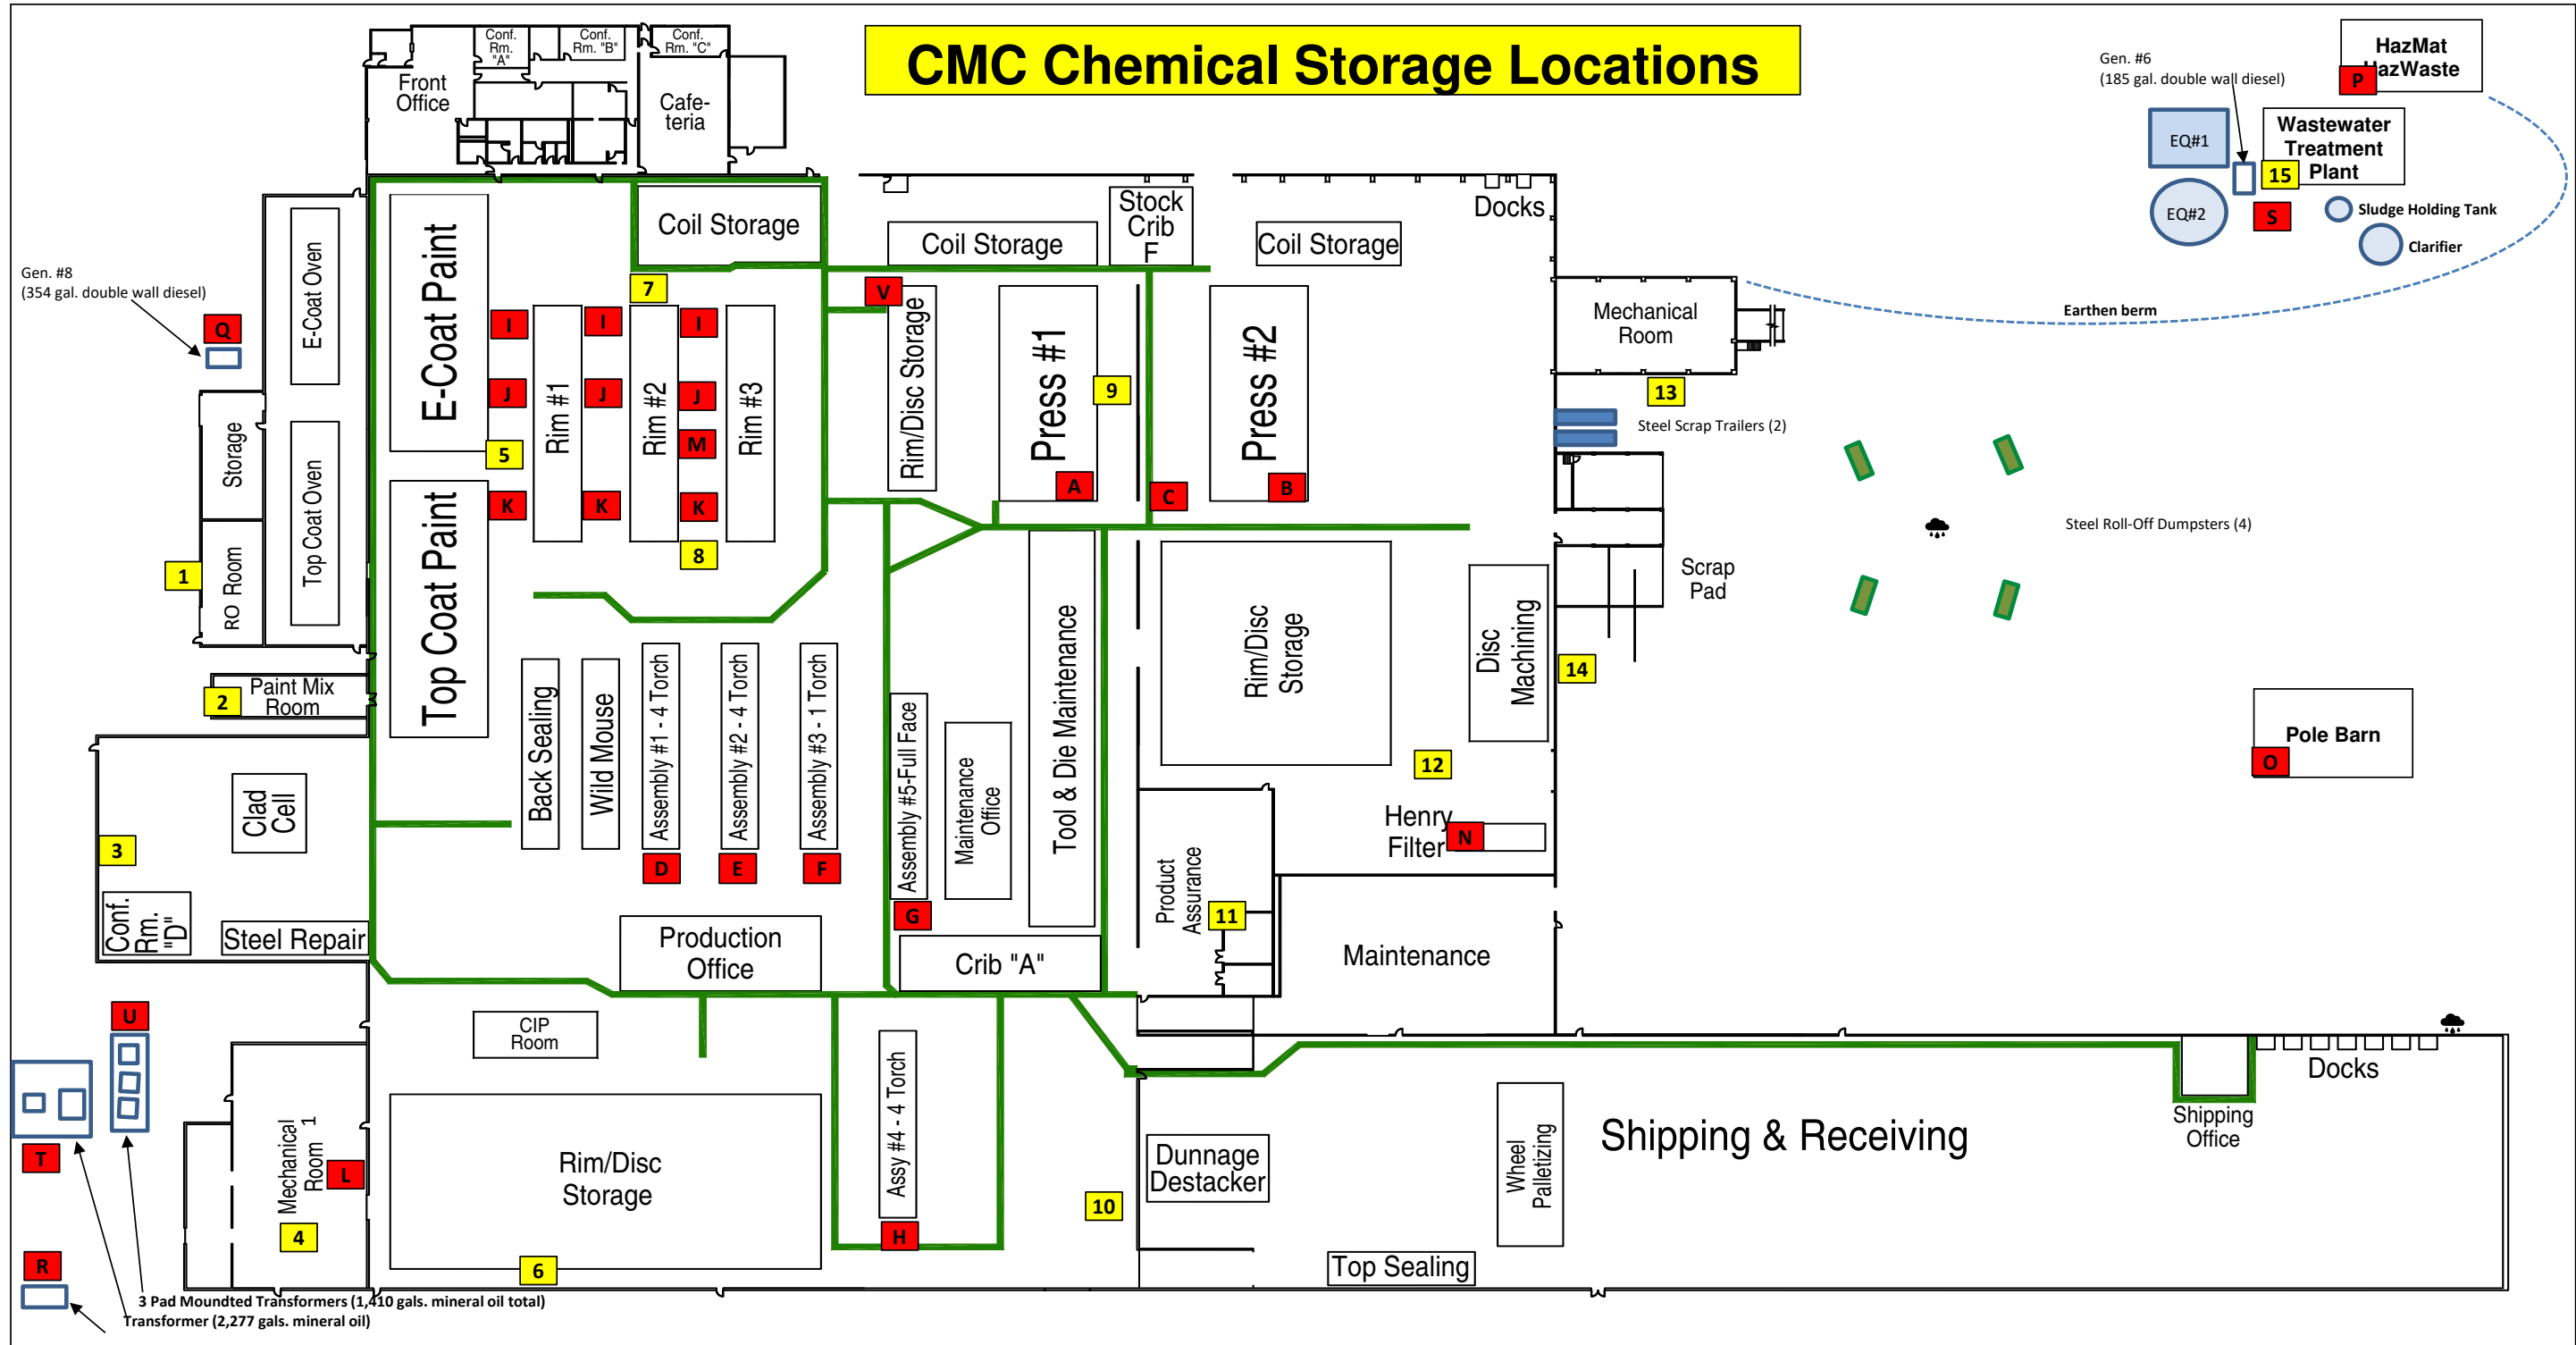 CMC Chemical Storage Locations
Conf.
Rm.
"A"
Conf.
Rm. "B"
Conf.
Rm. "C"
Front
Office
Cafe-
teria
Gen. #6
(185 gal. double wall diesel)
HazMat
HazWaste
P
EQ#1
Wastewater
Treatment
Plant
15
EQ#2
S
Sludge Holding Tank
Clarifier
Earthen berm
Coil Storage
Coil Storage
Stock
Crib
F
Coil Storage
Docks
Gen. #8
(354 gal. double wall diesel)
Q
E-Coat Oven
E-Coat Paint
7
V
I
I
I
J
J
J
M
K
K
K
5
8
Rim #1
Rim #2
Rim #3
Rim/Disc Storage
Press #1
9
A
C
Press #2
B
Mechanical
Room
13
Steel Scrap Trailers (2)
Steel Roll-Off Dumpsters (4)
Scrap
Pad
Storage
Top Coat Oven
RO Room
1
Top Coat Paint
2
Paint Mix
Room
Back Sealing
Wild Mouse
Assembly #1 - 4 Torch
Assembly #2 - 4 Torch
Assembly #3 - 1 Torch
D
E
F
Assembly #5-Full Face
G
Maintenance
Office
Tool & Die Maintenance
Rim/Disc
Storage
Disc
Machining
14
12
Henry
Filter
N
Pole Barn
O
Clad
Cell
3
Conf.
Rm.
"D"
Steel Repair
Production
Office
Crib "A"
Product
Assurance
11
Maintenance
U
T
R
CIP
Room
Mechanical
Room 1
L
4
Rim/Disc
Storage
6
Assy #4 - 4 Torch
H
10
Dunnage
Destacker
Top Sealing
Wheel
Palletizing
Shipping & Receiving
Shipping
Office
Docks
3 Pad Moundted Transformers (1,410 gals. mineral oil total)
Transformer (2,277 gals. mineral oil)